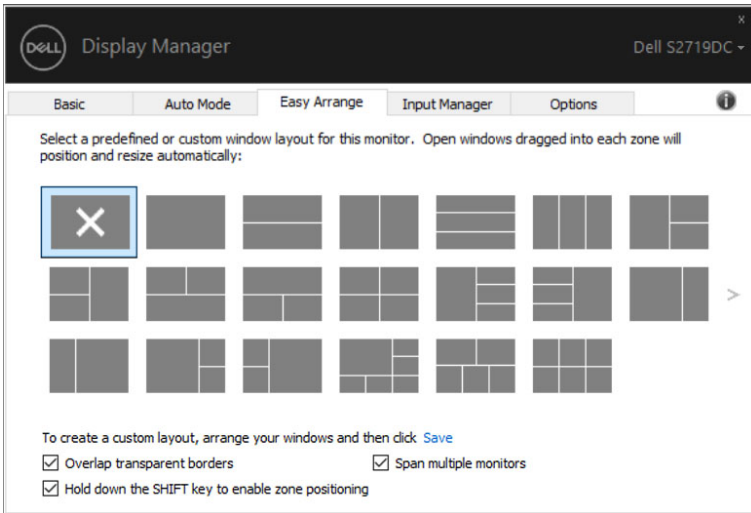 x
DELL Display Manager Dell S2719DC
Basic Auto Mode Easy Arrange Input Manager Options i
Select a predefined or custom window layout for this monitor. Open windows dragged into each zone will
position and resize automatically:
>
To create a custom layout, arrange your windows and then click Save
Overlap transparent borders Span multiple monitors
Hold down the SHIFT key to enable zone positioning